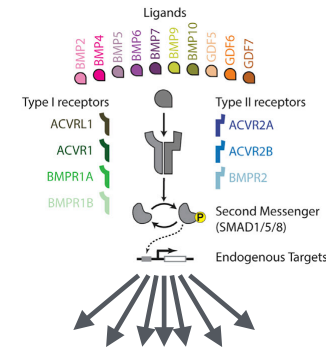 Ligands
BMP2
BMP4
BMP5
BMP6
BMP7
BMP9
BMP10
GDF5
GDF6
GDF7
Type I receptors
Type II receptors
ACVRL1
ACVR2A
ACVR1
ACVR2B
BMPR1A
BMPR2
BMPR1B
P
Second Messenger
(SMAD1/5/8)
Endogenous Targets